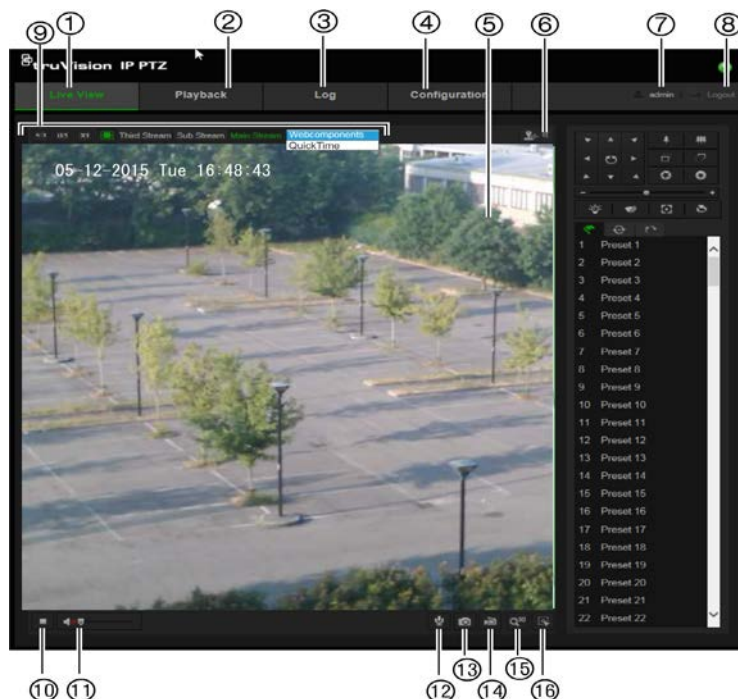 ① ② ③ ④ ⑤ ⑥ ⑦ ⑧ ⑨
truVision IP PTZ
Live View Playback Log Configuration admin Logout
4:3 16:9 X1 Third Stream Sub Stream Main Stream Webcomponents
QuickTime
05-12-2015 Tue 16:48:43
1 Preset 1
2 Preset 2
3 Preset 3
4 Preset 4
5 Preset 5
6 Preset 6
7 Preset 7
8 Preset 8
9 Preset 9
10 Preset 10
11 Preset 11
12 Preset 12
13 Preset 13
14 Preset 14
15 Preset 15
16 Preset 16
17 Preset 17
18 Preset 18
19 Preset 19
20 Preset 20
21 Preset 21
22 Preset 22
⑩ ⑪ ⑫ ⑬ ⑭ ⑮ ⑯